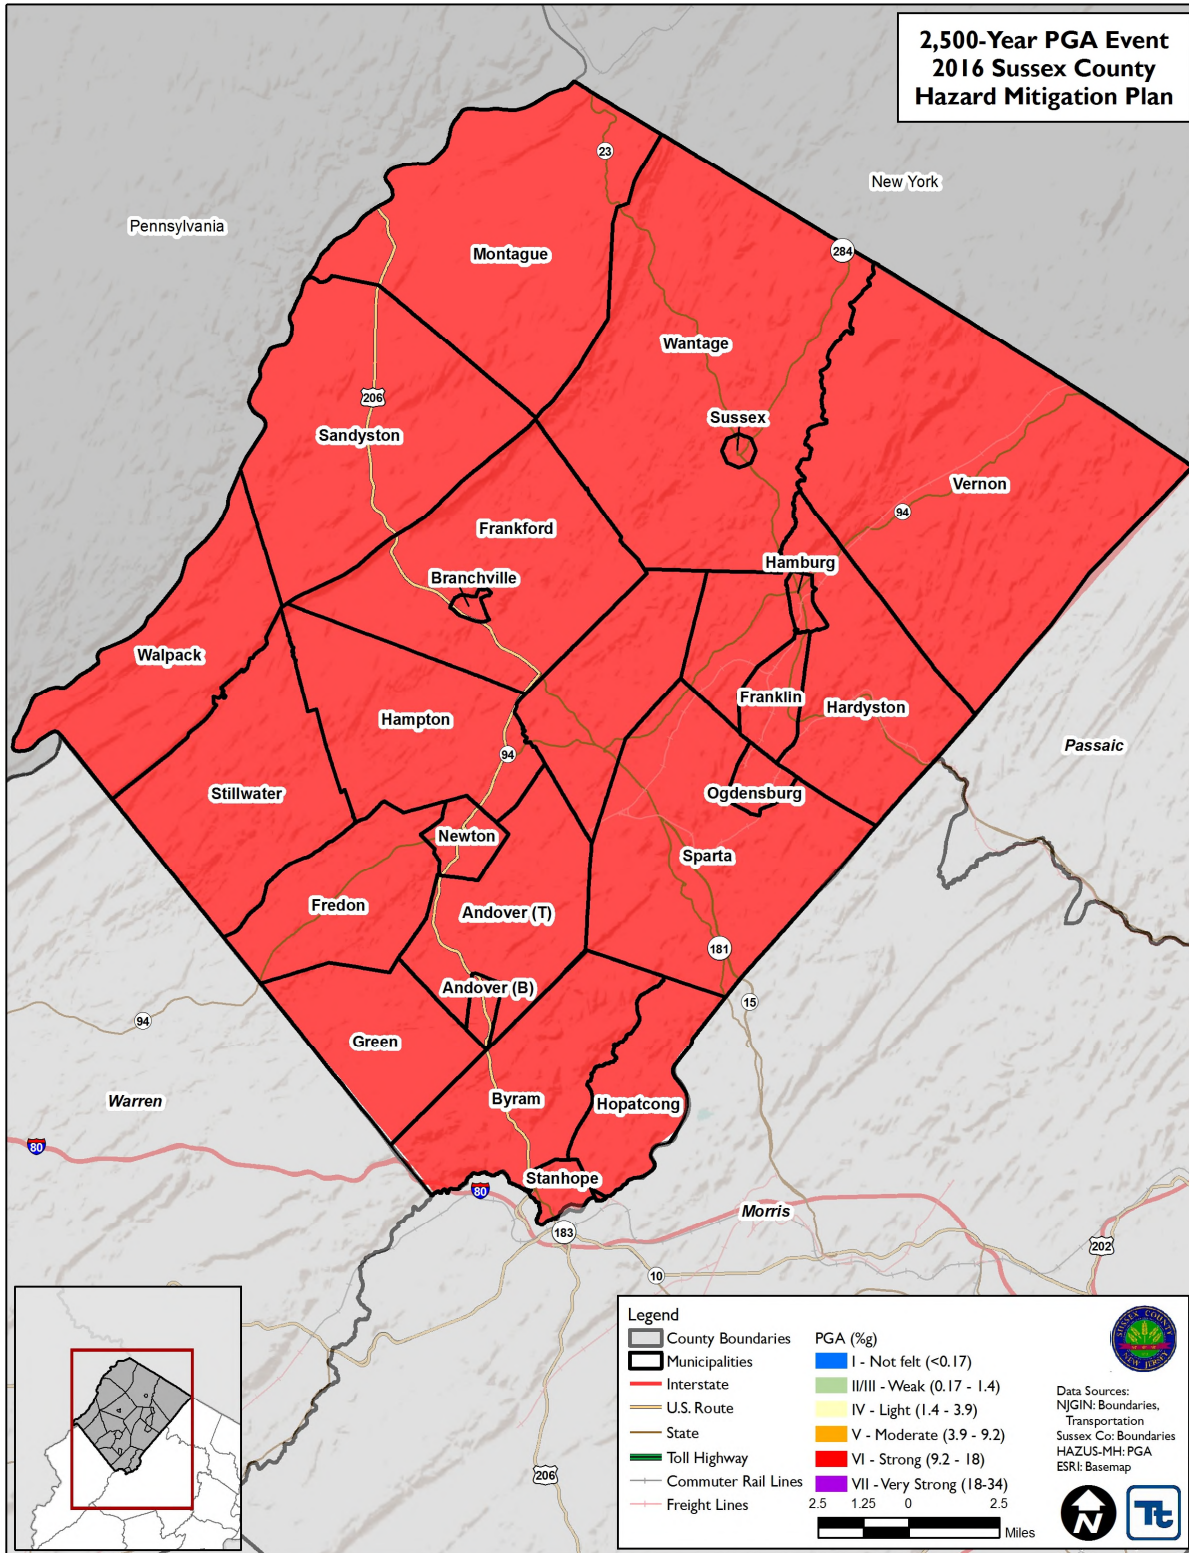 2,500-Year PGA Event
2016 Sussex County
Hazard Mitigation Plan
New York
Pennsylvania
23
284
Montague
Wantage
206
Sussex
Sandyston
Vernon
94
Frankford
Hamburg
Branchville
Walpack
Franklin
Hardyston
Hampton
Passaic
94
Stillwater
Ogdensburg
Newton
Sparta
Fredon
Andover (T)
181
Andover (B)
15
94
Green
Warren
Byram
Hopatcong
80
Stanhope
80
Morris
183
202
10
206
Legend
County Boundaries
Municipalities
Interstate
U.S. Route
State
Toll Highway
Commuter Rail Lines
Freight Lines
PGA (%g)
I - Not felt (<0.17)
II/III - Weak (0.17 - 1.4)
IV - Light (1.4 - 3.9)
V - Moderate (3.9 - 9.2)
VI - Strong (9.2 - 18)
VII - Very Strong (18-34)
2.5 1.25 0 2.5
Miles
SUSSEX COUNTY
NEW JERSEY
Data Sources:
NJGIN: Boundaries,
Transportation
Sussex Co: Boundaries
HAZUS-MH: PGA
ESRI: Basemap
N
Tt